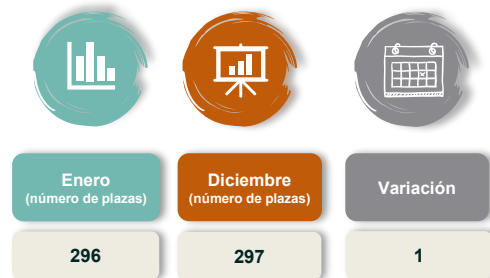 Enero
(número de plazas)
Diciembre
(número de plazas)
Variación
296
297
1